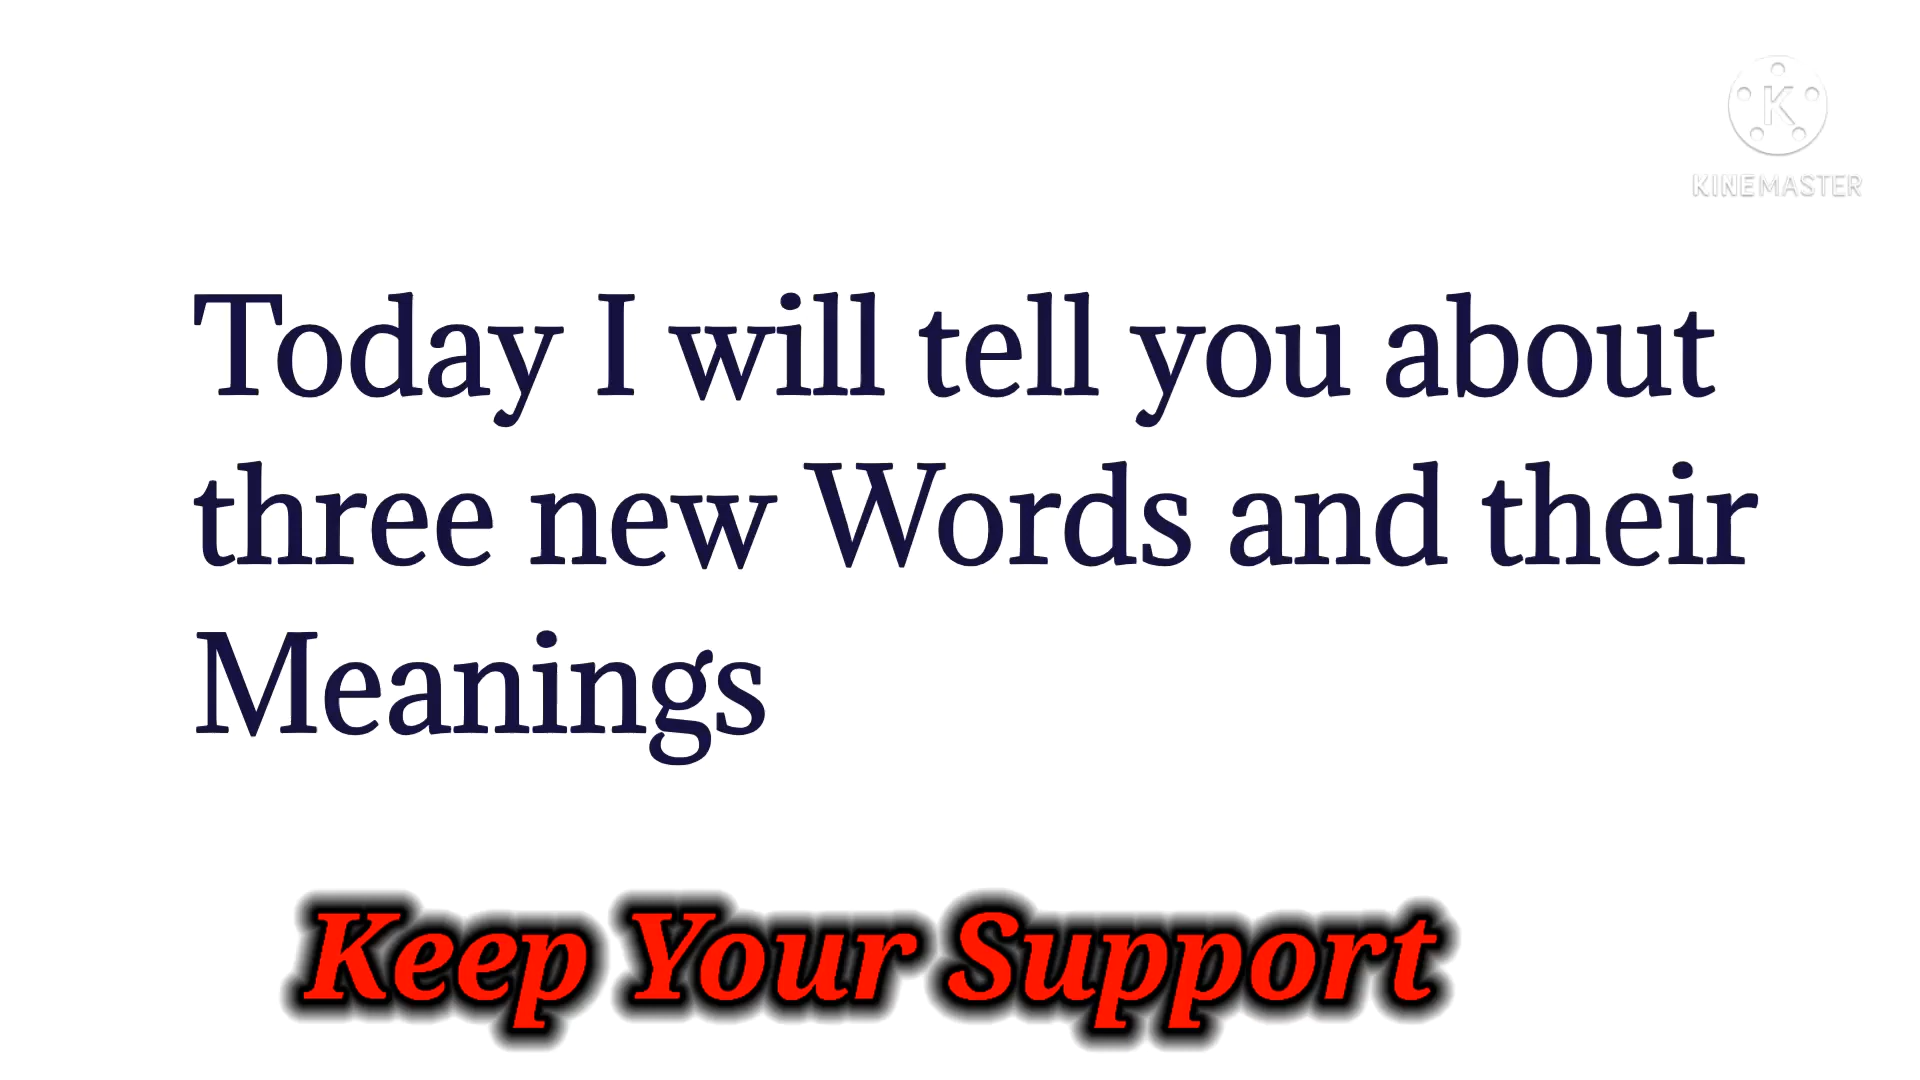 KINEMASTER
Today I will tell you about
three new Words and their
Meanings
Keep Your Support